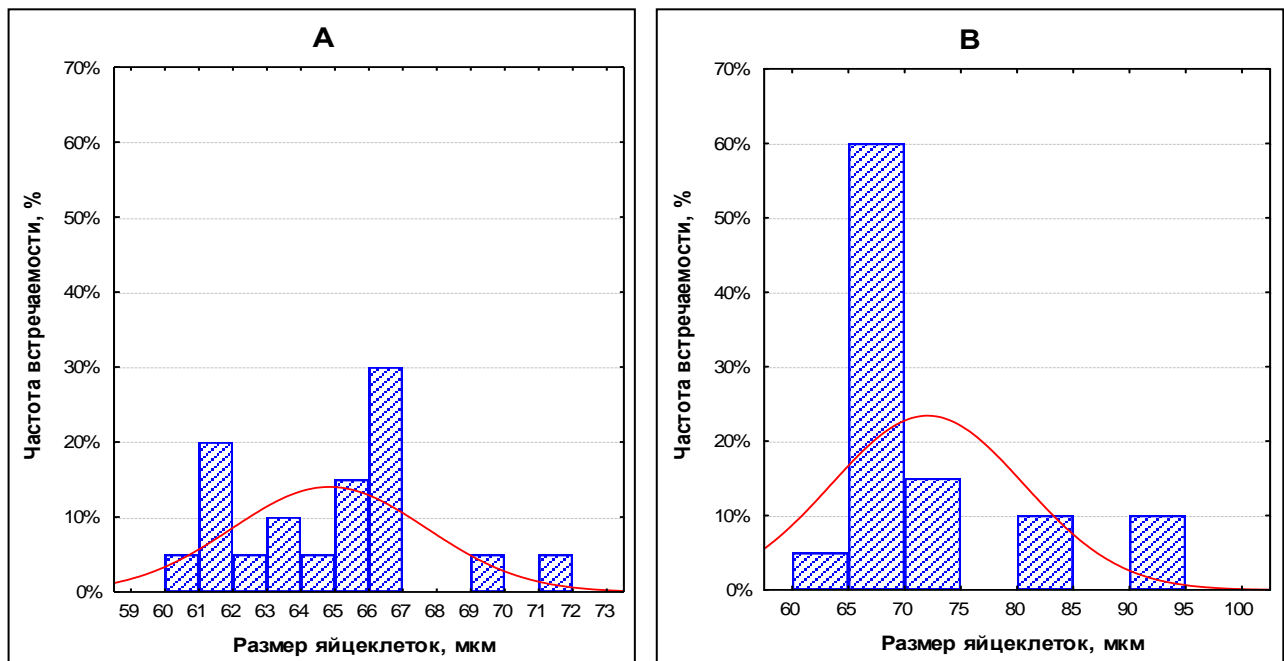 А
70%
60%
50%
40%
30%
20%
10%
0%
Частота встречаемости, %
59 60 61 62 63 64 65 66 67 68 69 70 71 72 73
Размер яйцеклеток, мкм
В
70%
60%
50%
40%
30%
20%
10%
0%
Частота встречаемости, %
60 65 70 75 80 85 90 95 100
Размер яйцеклеток, мкм